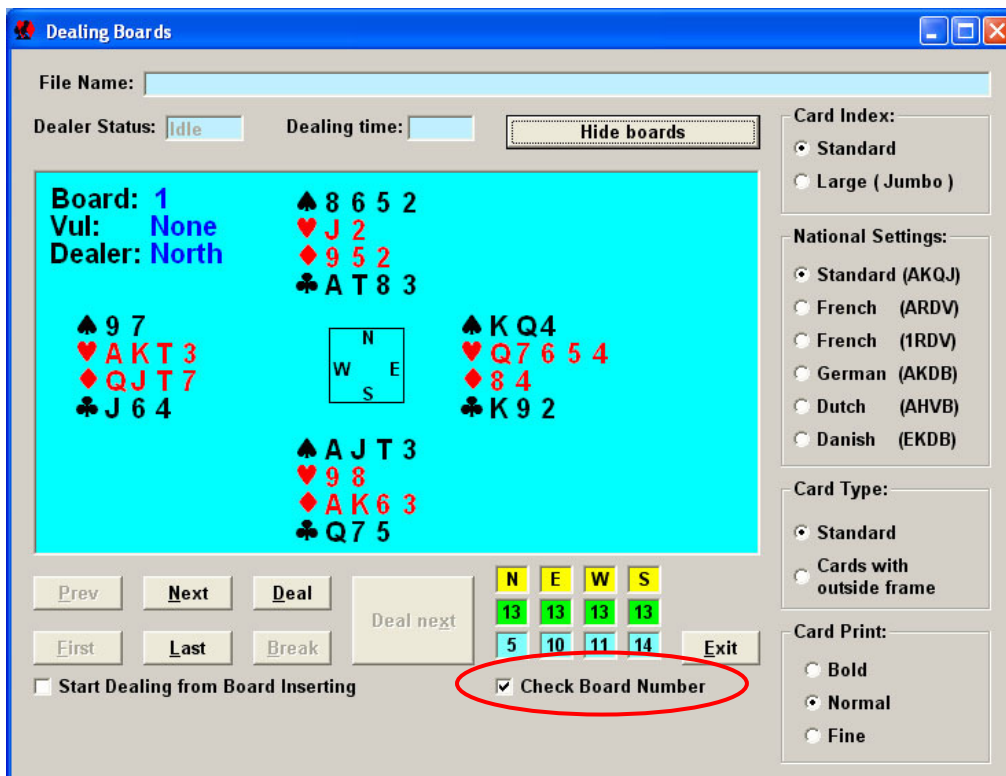 Dealing Boards
File Name:
Dealer Status: Idle Dealing time: Hide boards
Board: 1
Vul: None
Dealer: North
♠ 8 6 5 2
♥ J 2
♦ 9 5 2
♣ A T 8 3
♠ 9 7
♥ A K T 3
♦ Q J T 7
♣ J 6 4
N
W E
S
♠ K Q 4
♥ Q 7 6 5 4
♦ 8 4
♣ K 9 2
♠ A J T 3
♥ 9 8
♦ A K 6 3
♣ Q 7 5
Prev Next Deal Deal next
First Last Break
N E W S
13 13 13 13
5 10 11 14
Exit
Start Dealing from Board Inserting
Check Board Number
Card Index:
Standard
Large ( Jumbo )
National Settings:
Standard (AKQJ)
French (ARDV)
French (1RDV)
German (AKDB)
Dutch (AHVB)
Danish (EKDB)
Card Type:
Standard
Cards with
outside frame
Card Print:
Bold
Normal
Fine